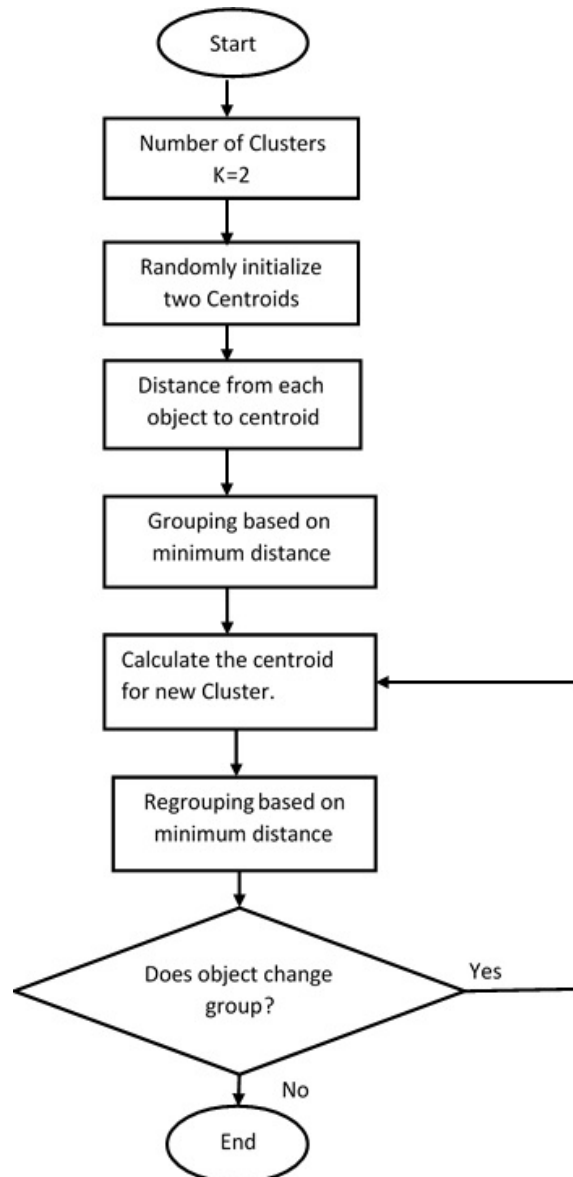 Start
Number of Clusters
K=2
Randomly initialize
two Centroids
Distance from each
object to centroid
Grouping based on
minimum distance
Calculate the centroid
for new Cluster.
Regrouping based on
minimum distance
Does object change
group?
Yes
No
End